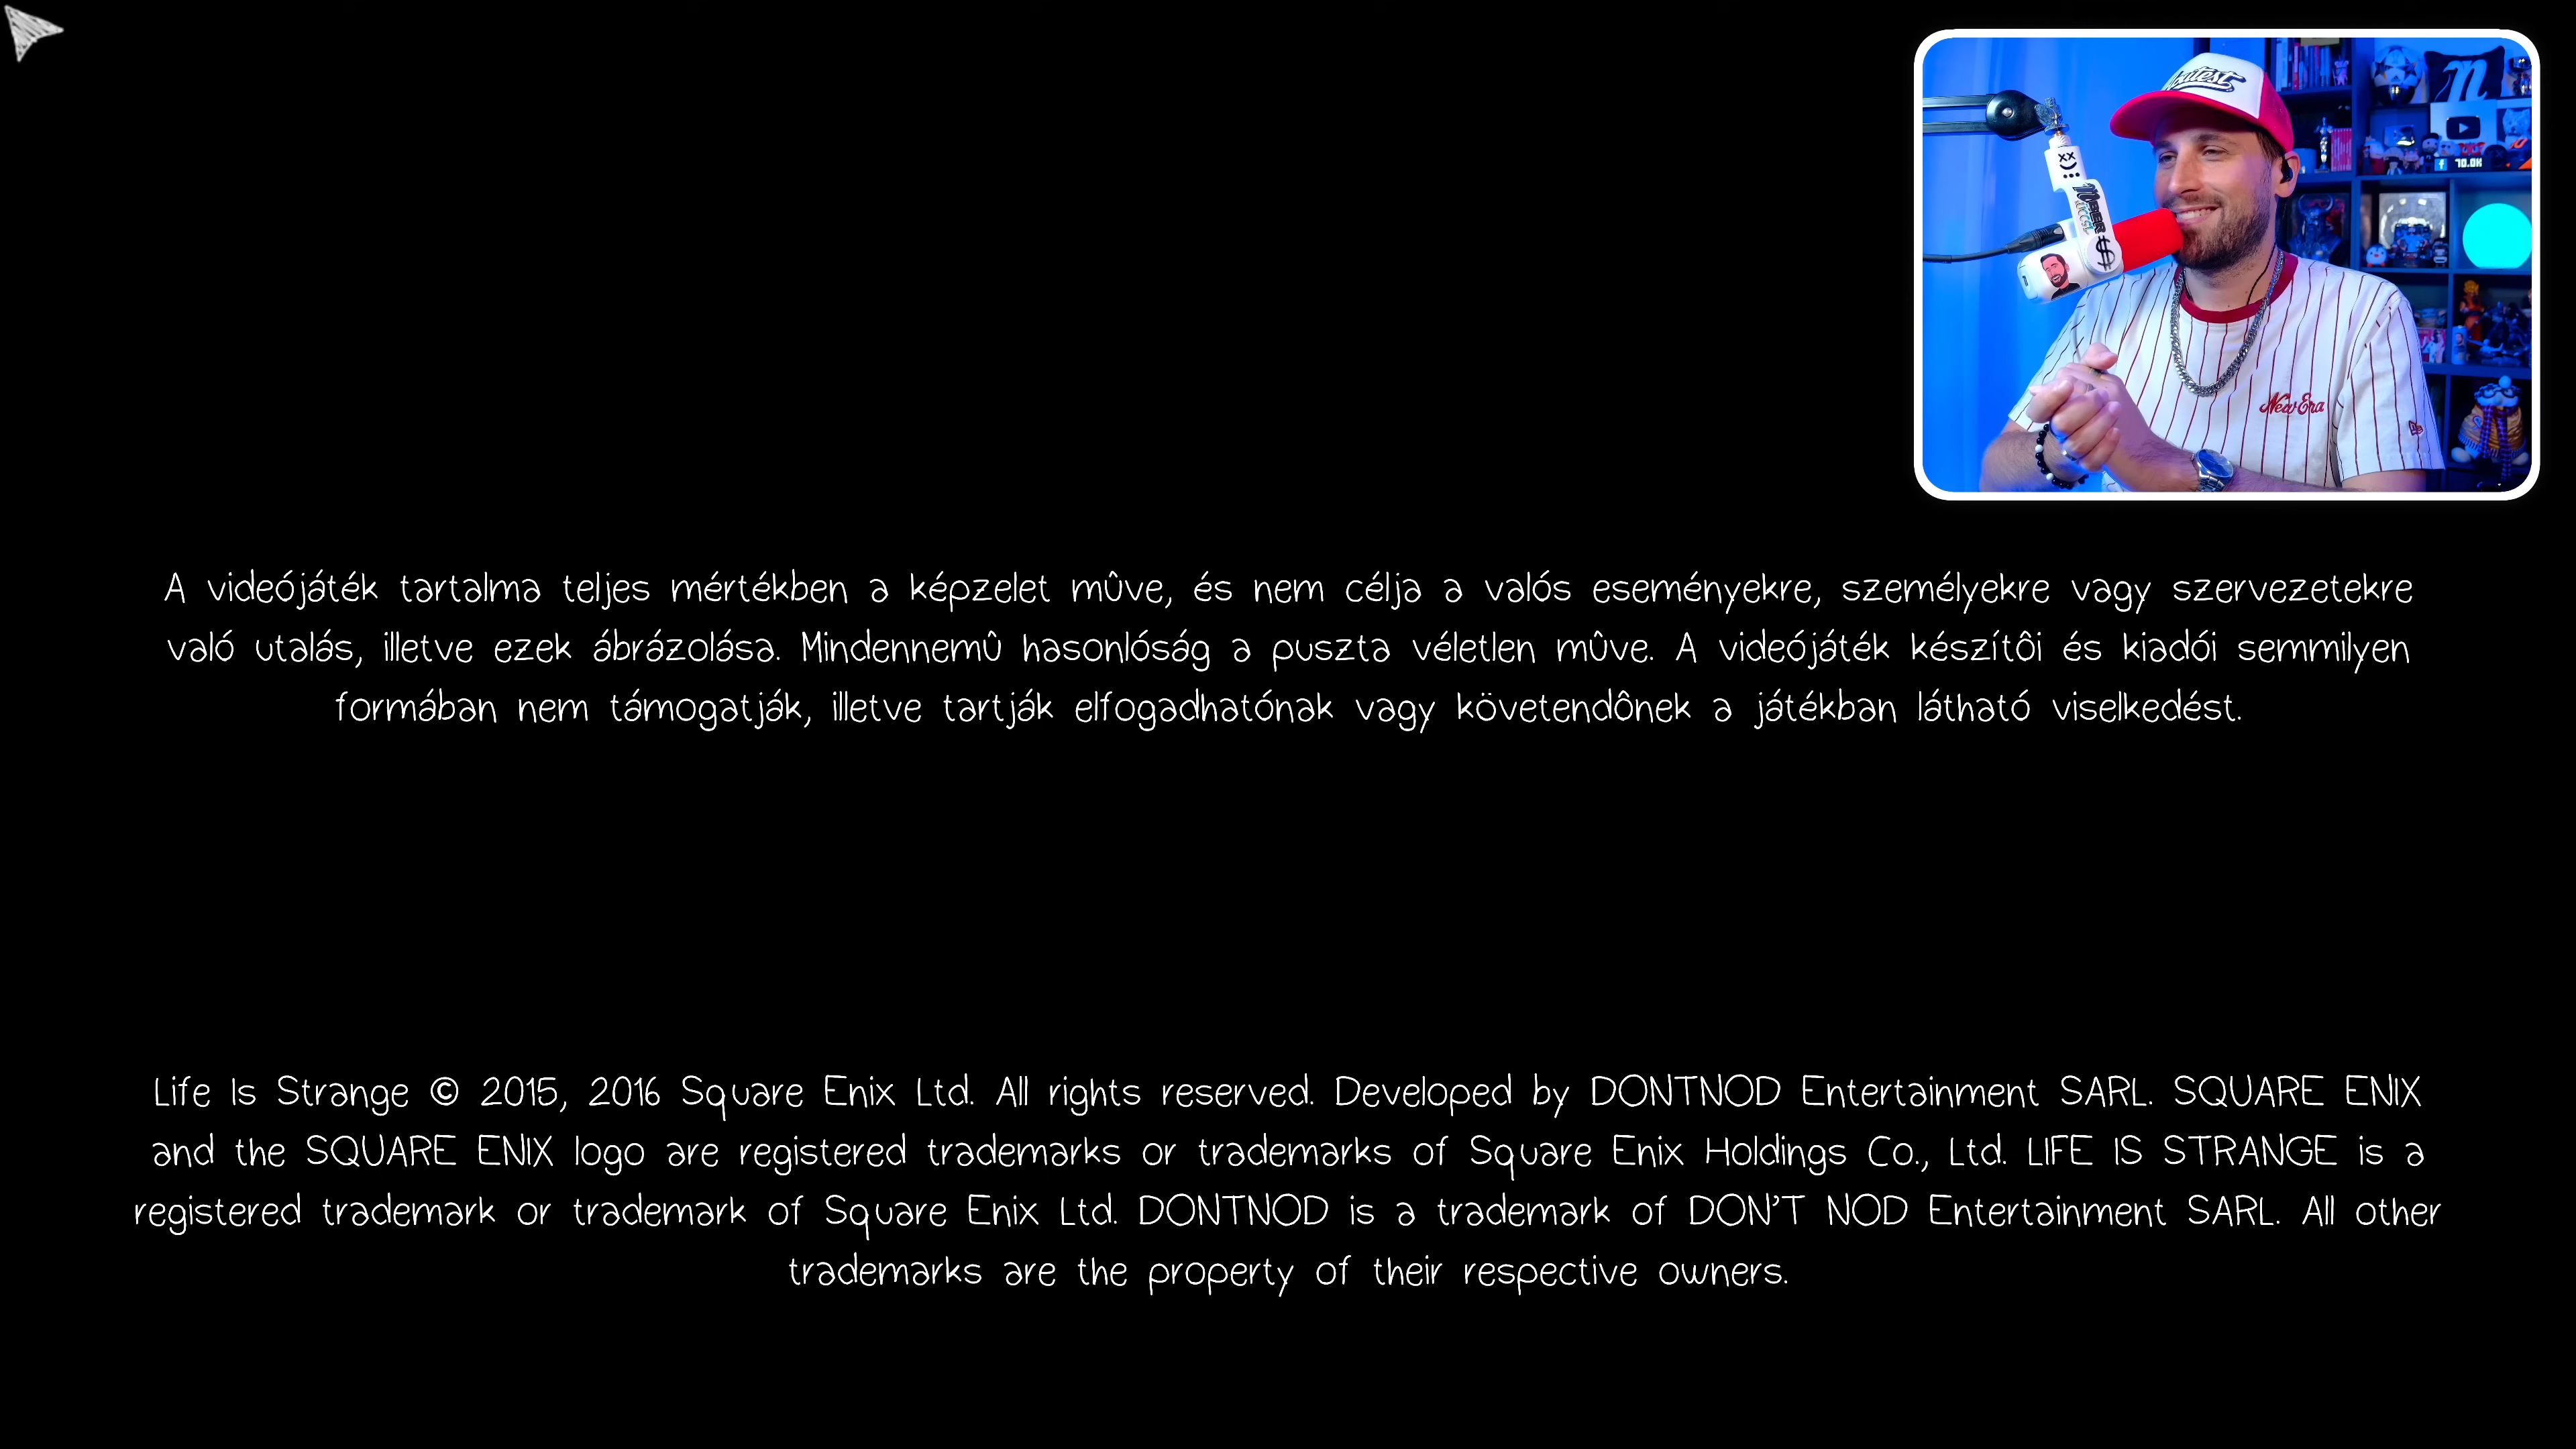 A videójáték tartalma teljes mértékben a képzelet mûve, és nem célja a valós eseményekre, személyekre vagy szervezetekre
való utalás, illetve ezek ábrázolása. Mindennemû hasonlóság a puszta véletlen mûve. A videójáték készítôi és kiadói semmilyen
formában nem támogatják, illetve tartják elfogadhatónak vagy követendônek a játékban látható viselkedést.
New Era
70.0K
Life Is Strange © 2015, 2016 Square Enix Ltd. All rights reserved. Developed by DONTNOD Entertainment SARL. SQUARE ENIX
and the SQUARE ENIX logo are registered trademarks or trademarks of Square Enix Holdings Co., Ltd. LIFE IS STRANGE is a
registered trademark or trademark of Square Enix Ltd. DONTNOD is a trademark of DON'T NOD Entertainment SARL. All other
trademarks are the property of their respective owners.